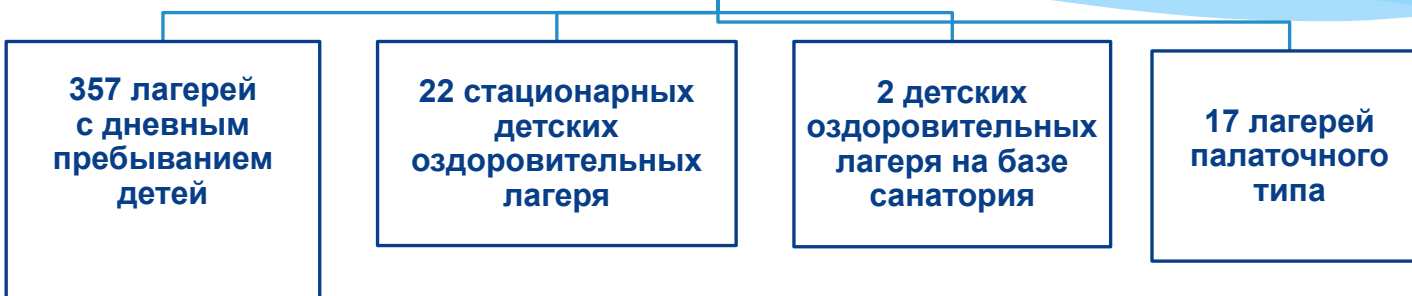 357 лагерей
с дневным
пребыванием
детей
22 стационарных
детских
оздоровительных
лагеря
2 детских
оздоровительных
лагеря на базе
санатория
17 лагерей
палаточного
типа